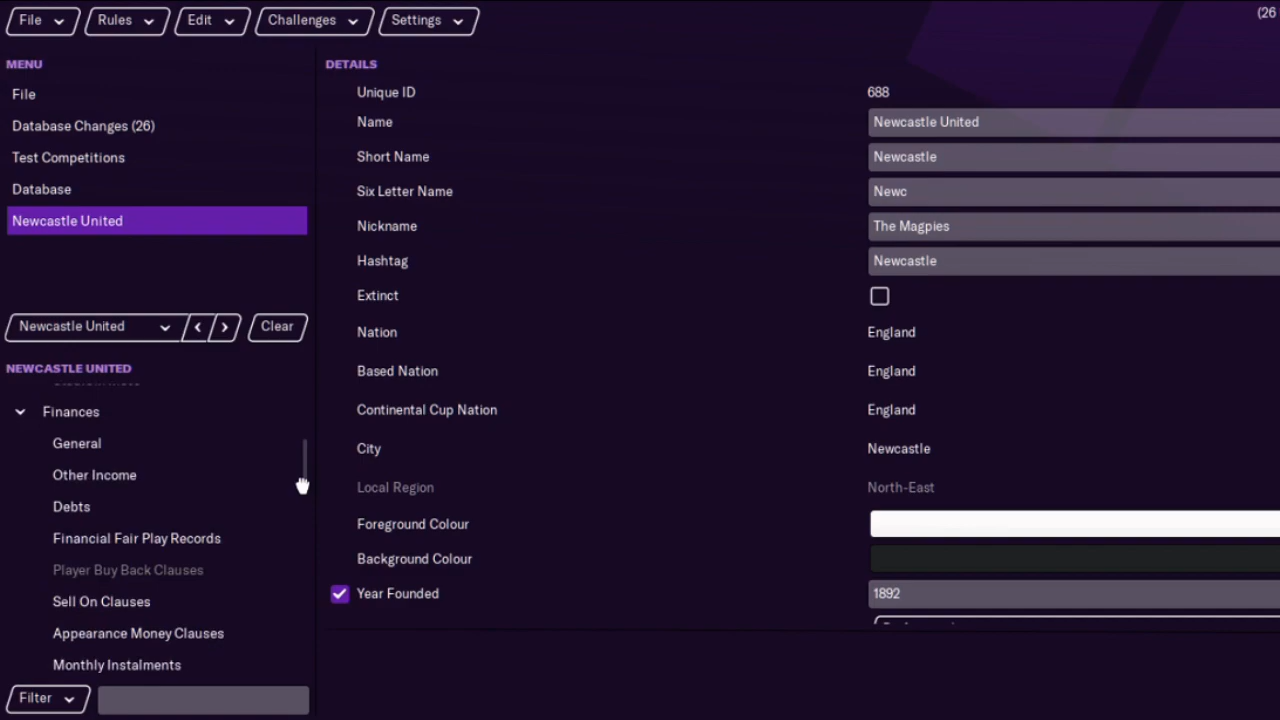 File
Rules
Edit
Challenges
Settings
(26
MENU
File
Database Changes (26)
Test Competitions
Database
Newcastle United
Newcastle United
<
>
Clear
NEWCASTLE UNITED
Finances
General
Other Income
Debts
Financial Fair Play Records
Player Buy Back Clauses
Sell On Clauses
Appearance Money Clauses
Monthly Instalments
Filter
DETAILS
Unique ID 688
Name Newcastle United
Short Name Newcastle
Six Letter Name Newc
Nickname The Magpies
Hashtag Newcastle
Extinct
Nation England
Based Nation England
Continental Cup Nation England
City Newcastle
Local Region North-East
Foreground Colour
Background Colour
Year Founded 1892